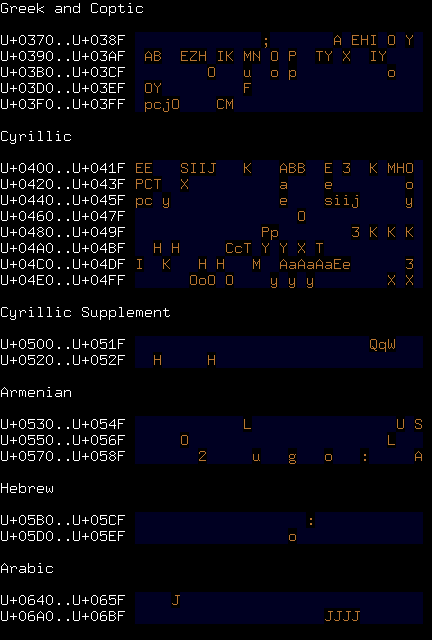 Greek and Coptic
U+0370..U+038F ; A EHI O Y
U+0390..U+03AF AB EZH IK MN O P TY X IY
U+03B0..U+03CF O u o p o
U+03D0..U+03EF OY F
U+03F0..U+03FF pcjO CM
Cyrillic
U+0400..U+041F EE SIIJ K ABB E 3 K MHO
U+0420..U+043F PCT X a e o
U+0440..U+045F pc y e siij y
U+0460..U+047F O
U+0480..U+049F Pp 3 K K K
U+04A0..U+04BF H H CcT Y Y X T
U+04C0..U+04DF I K H H M AaAaAaEe 3
U+04E0..U+04FF OoO O y y y X X
Cyrillic Supplement
U+0500..U+051F QqW
U+0520..U+052F H H
Armenian
U+0530..U+054F L U S
U+0550..U+056F O L
U+0570..U+058F 2 u g o : A
Hebrew
U+05B0..U+05CF :
U+05D0..U+05EF o
Arabic
U+0640..U+065F J
U+06A0..U+06BF JJJJ